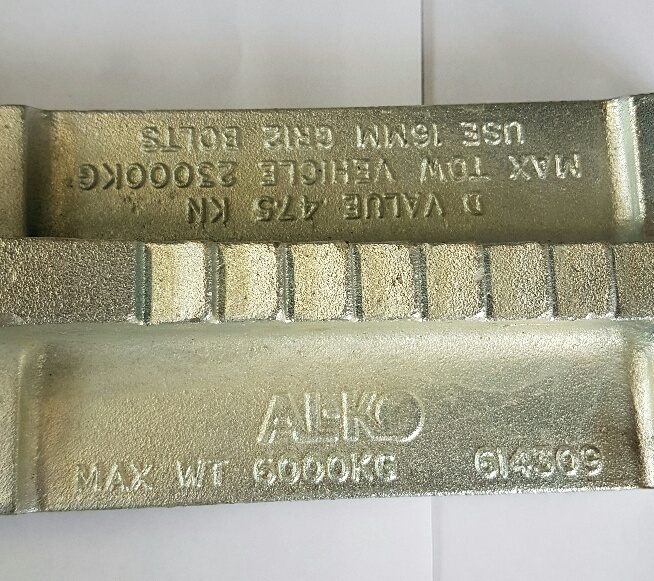 D VALUE 475 KN
MAX TOW VEHICLE 23000KG
USE 16MM GR12 BOLTS
AL-KO
MAX WT 6000KG 614309